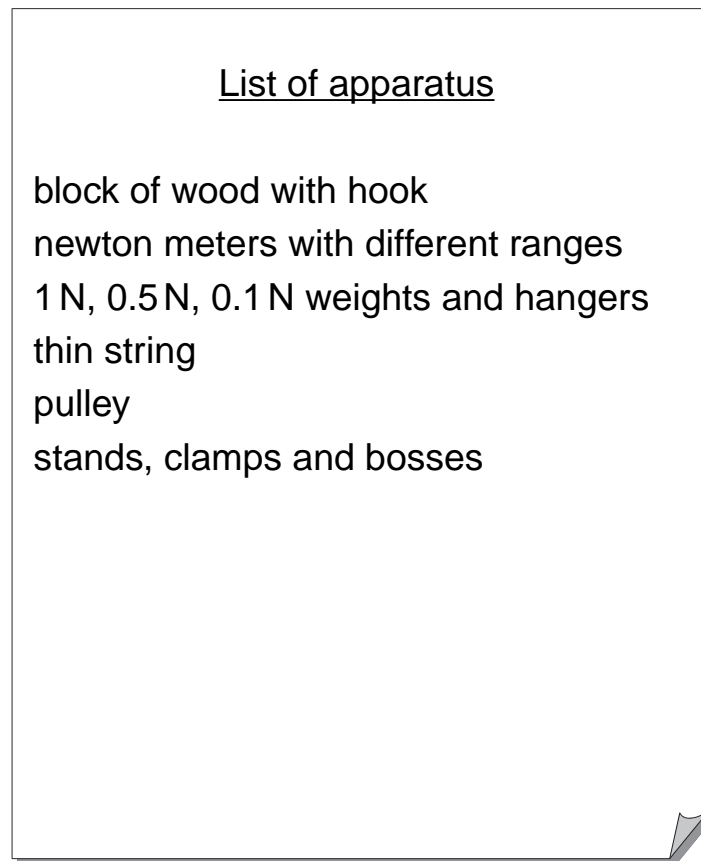 List of apparatus
block of wood with hook
newton meters with different ranges
1 N, 0.5 N, 0.1 N weights and hangers
thin string
pulley
stands, clamps and bosses